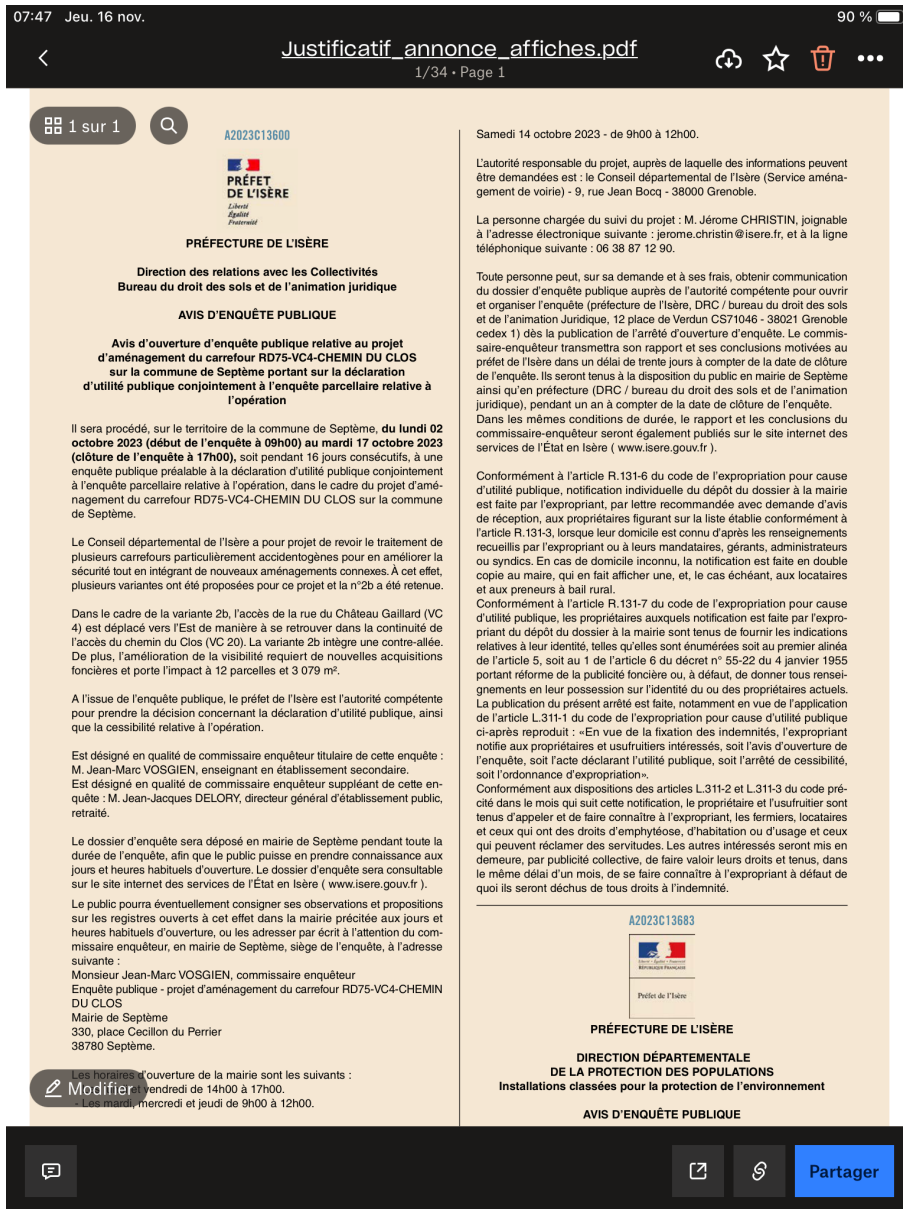 07:47 Jeu. 16 nov.
90 %
Justificatif_annonce_affiches.pdf
1/34 • Page 1
1 sur 1
A2023C13600
PRÉFET
DE L'ISÈRE
Liberté
Égalité
Fraternité
PRÉFECTURE DE L'ISÈRE
Direction des relations avec les Collectivités
Bureau du droit des sols et de l'animation juridique
AVIS D'ENQUÊTE PUBLIQUE
Avis d'ouverture d'enquête publique relative au projet
d'aménagement du carrefour RD75-VC4-CHEMIN DU CLOS
sur la commune de Septème portant sur la déclaration
d'utilité publique conjointement à l'enquête parcellaire relative à
l'opération
Il sera procédé, sur le territoire de la commune de Septème, du lundi 02
octobre 2023 (début de l'enquête à 09h00) au mardi 17 octobre 2023
(clôture de l'enquête à 17h00), soit pendant 16 jours consécutifs, à une
enquête publique préalable à la déclaration d'utilité publique conjointement
à l'enquête parcellaire relative à l'opération, dans le cadre du projet d'amé-
nagement du carrefour RD75-VC4-CHEMIN DU CLOS sur la commune
de Septème.
Le Conseil départemental de l'Isère a pour projet de revoir le traitement de
plusieurs carrefours particulièrement accidentogènes pour en améliorer la
sécurité tout en intégrant de nouveaux aménagements connexes. À cet effet,
plusieurs variantes ont été proposées pour ce projet et la n°2b a été retenue.
Dans le cadre de la variante 2b, l'accès de la rue du Château Gaillard (VC
4) est déplacé vers l'Est de manière à se retrouver dans la continuité de
l'accès du chemin du Clos (VC 20). La variante 2b intègre une contre-allée.
De plus, l'amélioration de la visibilité requiert de nouvelles acquisitions
foncières et porte l'impact à 12 parcelles et 3 079 m².
A l'issue de l'enquête publique, le préfet de l'Isère est l'autorité compétente
pour prendre la décision concernant la déclaration d'utilité publique, ainsi
que la cessibilité relative à l'opération.
Est désigné en qualité de commissaire enquêteur titulaire de cette enquête :
M. Jean-Marc VOSGIEN, enseignant en établissement secondaire.
Est désigné en qualité de commissaire enquêteur suppléant de cette en-
quête : M. Jean-Jacques DELORY, directeur général d'établissement public,
retraité.
Le dossier d'enquête sera déposé en mairie de Septème pendant toute la
durée de l'enquête, afin que le public puisse en prendre connaissance aux
jours et heures habituels d'ouverture. Le dossier d'enquête sera consultable
sur le site internet des services de l'État en Isère ( www.isere.gouv.fr ).
Le public pourra éventuellement consigner ses observations et propositions
sur les registres ouverts à cet effet dans la mairie précitée aux jours et
heures habituels d'ouverture, ou les adresser par écrit à l'attention du com-
missaire enquêteur, en mairie de Septème, siège de l'enquête, à l'adresse
suivante :
Monsieur Jean-Marc VOSGIEN, commissaire enquêteur
Enquête publique - projet d'aménagement du carrefour RD75-VC4-CHEMIN
DU CLOS
Mairie de Septème
330, place Cecillon du Perrier
38780 Septème.
Les horaires d'ouverture de la mairie sont les suivants :
et vendredi de 14h00 à 17h00.
- Les mardi, mercredi et jeudi de 9h00 à 12h00.
Modifier
Samedi 14 octobre 2023 - de 9h00 à 12h00.
L'autorité responsable du projet, auprès de laquelle des informations peuvent
être demandées est : le Conseil départemental de l'Isère (Service aména-
gement de voirie) - 9, rue Jean Bocq - 38000 Grenoble.
La personne chargée du suivi du projet : M. Jérome CHRISTIN, joignable
à l'adresse électronique suivante : jerome.christin@isere.fr, et à la ligne
téléphonique suivante : 06 38 87 12 90.
Toute personne peut, sur sa demande et à ses frais, obtenir communication
du dossier d'enquête publique auprès de l'autorité compétente pour ouvrir
et organiser l'enquête (préfecture de l'Isère, DRC / bureau du droit des sols
et de l'animation Juridique, 12 place de Verdun CS71046 - 38021 Grenoble
cedex 1) dès la publication de l'arrêté d'ouverture d'enquête. Le commis-
saire-enquêteur transmettra son rapport et ses conclusions motivées au
préfet de l'Isère dans un délai de trente jours à compter de la date de clôture
de l'enquête. Ils seront tenus à la disposition du public en mairie de Septème
ainsi qu'en préfecture (DRC / bureau du droit des sols et de l'animation
juridique), pendant un an à compter de la date de clôture de l'enquête.
Dans les mêmes conditions de durée, le rapport et les conclusions du
commissaire-enquêteur seront également publiés sur le site internet des
services de l'État en Isère ( www.isere.gouv.fr ).
Conformément à l'article R.131-6 du code de l'expropriation pour cause
d'utilité publique, notification individuelle du dépôt du dossier à la mairie
est faite par l'expropriant, par lettre recommandée avec demande d'avis
de réception, aux propriétaires figurant sur la liste établie conformément à
l'article R.131-3, lorsque leur domicile est connu d'après les renseignements
recueillis par l'expropriant ou à leurs mandataires, gérants, administrateurs
ou syndics. En cas de domicile inconnu, la notification est faite en double
copie au maire, qui en fait afficher une, et, le cas échéant, aux locataires
et aux preneurs à bail rural.
Conformément à l'article R.131-7 du code de l'expropriation pour cause
d'utilité publique, les propriétaires auxquels notification est faite par l'expro-
priant du dépôt du dossier à la mairie sont tenus de fournir les indications
relatives à leur identité, telles qu'elles sont énumérées soit au premier alinéa
de l'article 5, soit au 1 de l'article 6 du décret n° 55-22 du 4 janvier 1955
portant réforme de la publicité foncière ou, à défaut, de donner tous rensei-
gnements en leur possession sur l'identité du ou des propriétaires actuels.
La publication du présent arrêté est faite, notamment en vue de l'application
de l'article L.311-1 du code de l'expropriation pour cause d'utilité publique
ci-après reproduit : «En vue de la fixation des indemnités, l'expropriant
notifie aux propriétaires et usufruitiers intéressés, soit l'avis d'ouverture de
l'enquête, soit l'acte déclarant l'utilité publique, soit l'arrêté de cessibilité,
soit l'ordonnance d'expropriation».
Conformément aux dispositions des articles L.311-2 et L.311-3 du code pré-
cité dans le mois qui suit cette notification, le propriétaire et l'usufruitier sont
tenus d'appeler et de faire connaître à l'expropriant, les fermiers, locataires
et ceux qui ont des droits d'emphytéose, d'habitation ou d'usage et ceux
qui peuvent réclamer des servitudes. Les autres intéressés seront mis en
demeure, par publicité collective, de faire valoir leurs droits et tenus, dans
le même délai d'un mois, de se faire connaître à l'expropriant à défaut de
quoi ils seront déchus de tous droits à l'indemnité.
A2023C13683
Liberté • Égalité • Fraternité
RÉPUBLIQUE FRANÇAISE
Préfet de l'Isère
PRÉFECTURE DE L'ISÈRE
DIRECTION DÉPARTEMENTALE
DE LA PROTECTION DES POPULATIONS
Installations classées pour la protection de l'environnement
AVIS D'ENQUÊTE PUBLIQUE
Partager